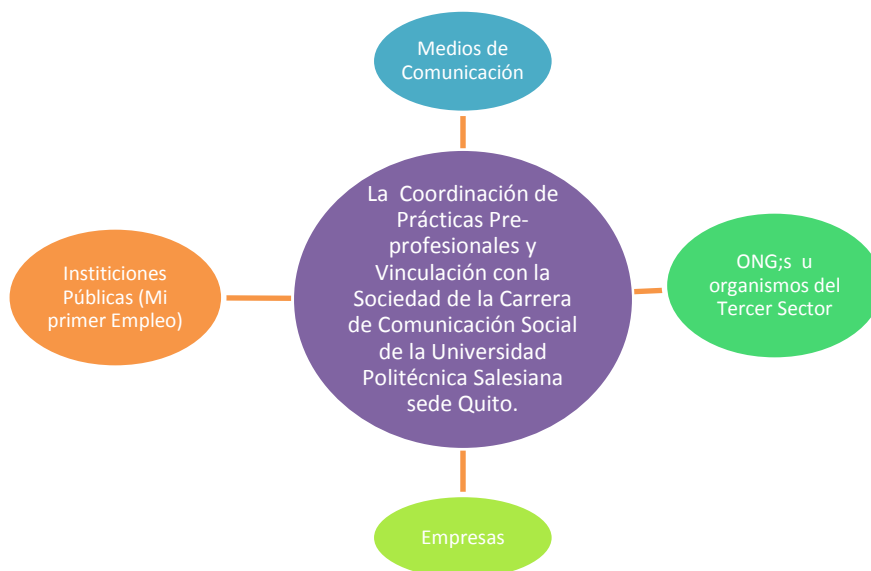 Medios de
Comunicación
La Coordinación de
Prácticas Pre-
profesionales y
Vinculación con la
Sociedad de la Carrera
de Comunicación Social
de la Universidad
Politécnica Salesiana
sede Quito.
Insticiones
Públicas (Mi
primer Empleo)
ONG;s u
organismos del
Tercer Sector
Empresas